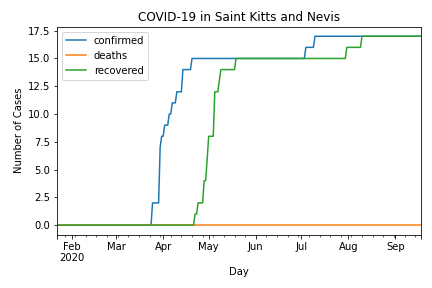 COVID-19 in Saint Kitts and Nevis
confirmed
deaths
recovered
Number of Cases
17.5
15.0
12.5
10.0
7.5
5.0
2.5
0.0
Feb Mar Apr May Jun Jul Aug Sep
2020
Day